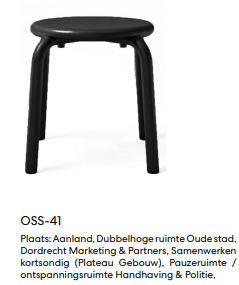 OSS-41
Plaats: Aanland, Dubbelhoge ruimte Oude stad,
Dordrecht Marketing & Partners, Samenwerken
kortsondig (Plateau Gebouw), Pauzeruimte /
ontspanningsruimte Handhaving & Politie,